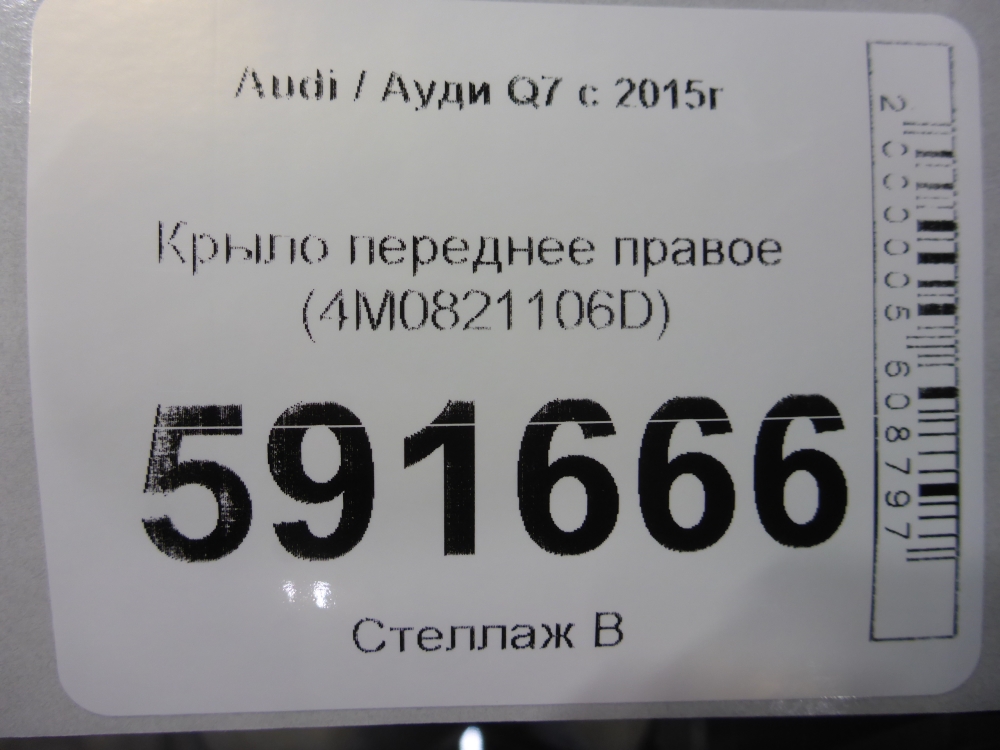 Audi / Ауди Q7 с 2015г
Крыло переднее правое
(4M0821106D)
591666
Стеллаж В
2000005608797